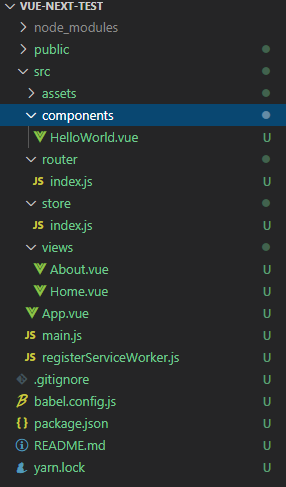 VUE-NEXT-TEST
node_modules
public
src
assets
components
HelloWorld.vue U
router
JS index.js U
store
JS index.js U
views
About.vue U
Home.vue U
App.vue U
JS main.js U
JS registerServiceWorker.js U
.gitignore U
babel.config.js U
{} package.json U
README.md U
yarn.lock U